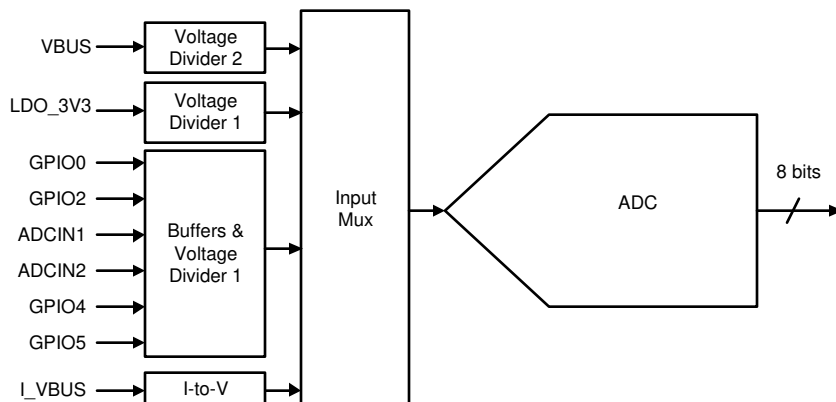 VBUS
Voltage
Divider 2
LDO_3V3
Voltage
Divider 1
GPIO0
GPIO2
ADCIN1
ADCIN2
GPIO4
GPIO5
Buffers &
Voltage
Divider 1
I_VBUS
I-to-V
Input
Mux
ADC
8 bits